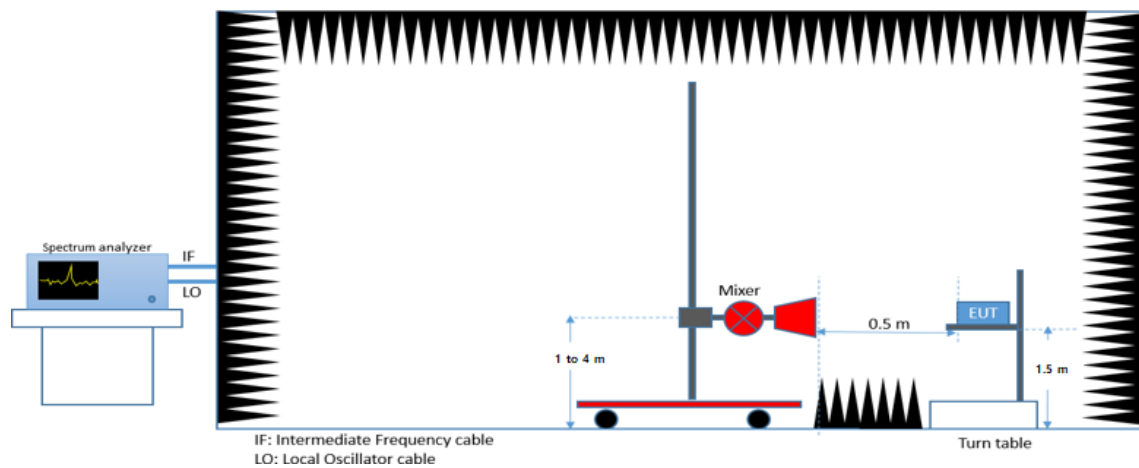 Spectrum analyzer
IF
LO
Mixer
EUT
0.5 m
1 to 4 m
1.5 m
IF: Intermediate Frequency cable
LO: Local Oscillator cable
Turn table